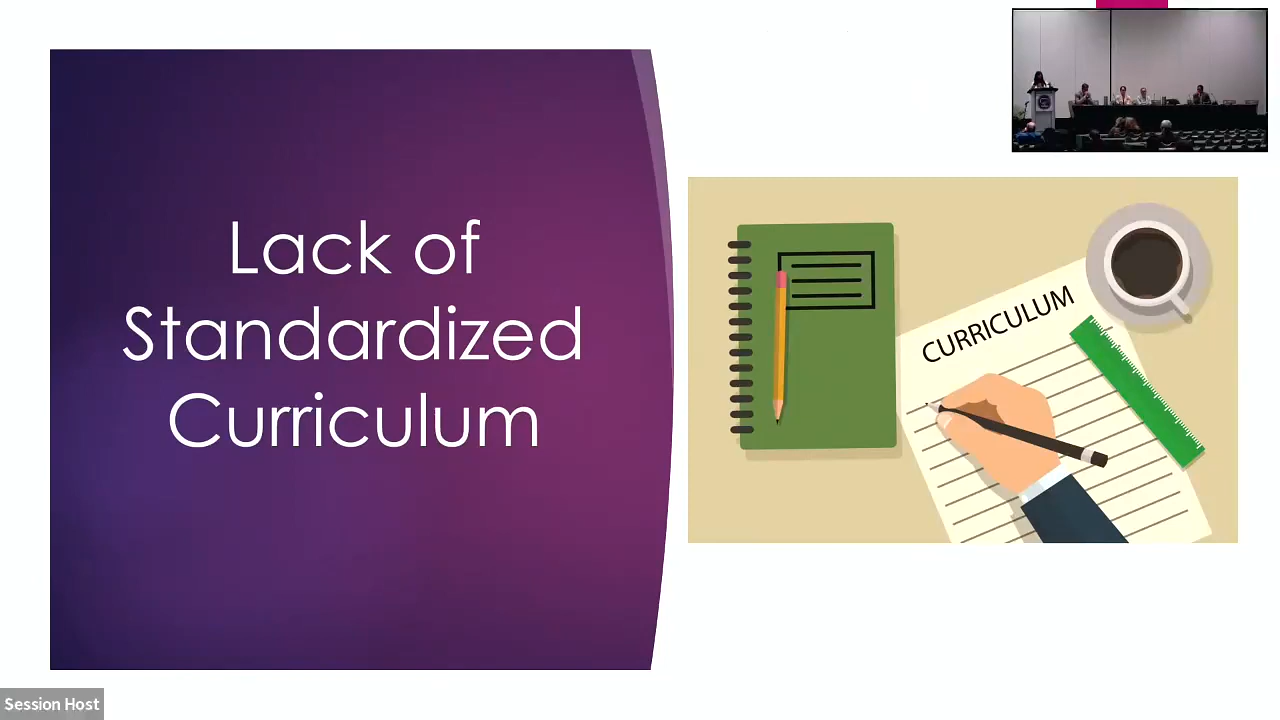 Lack of
Standardized
Curriculum
CURRICULUM
Session Host